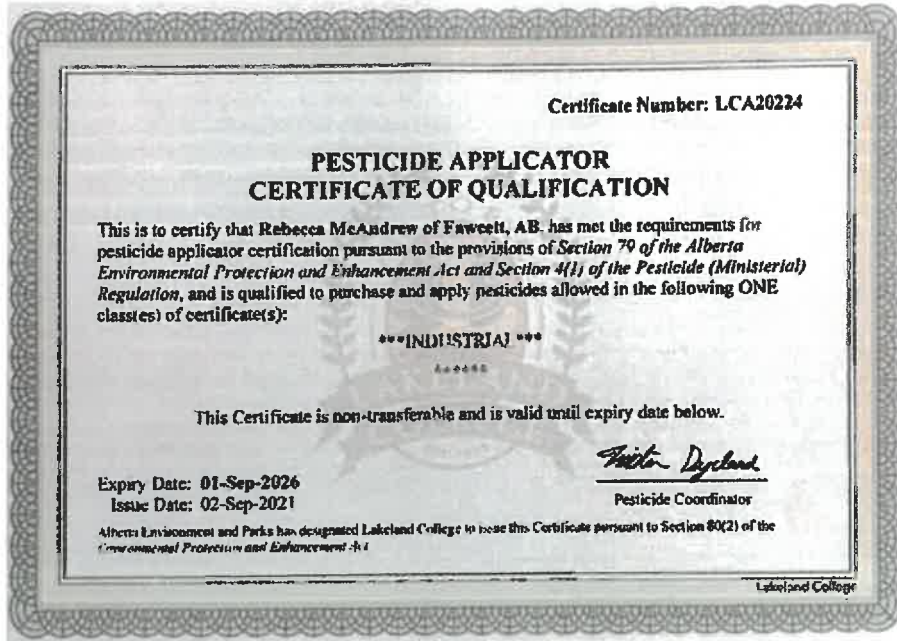 Certificate Number: LCA20224
PESTICIDE APPLICATOR
CERTIFICATE OF QUALIFICATION
This is to certify that Rebecca McAndrew of Fawcett, AB. has met the requirements for
pesticide applicator certification pursuant to the provisions of Section 79 of the Alberta
Environmental Protection and Enhancement Act and Section 4(1) of the Pesticide (Ministerial)
Regulation, and is qualified to purchase and apply pesticides allowed in the following ONE
class(es) of certificate(s):
***INDUSTRIAL***
******
LAKELAND
This Certificate is non-transferable and is valid until expiry date below.
Expiry Date: 01-Sep-2026
Issue Date: 02-Sep-2021
Pesticide Coordinator
Alberta Environment and Parks has designated Lakeland College to issue this Certificate pursuant to Section 80(2) of the
Environmental Protection and Enhancement Act
Lakeland College